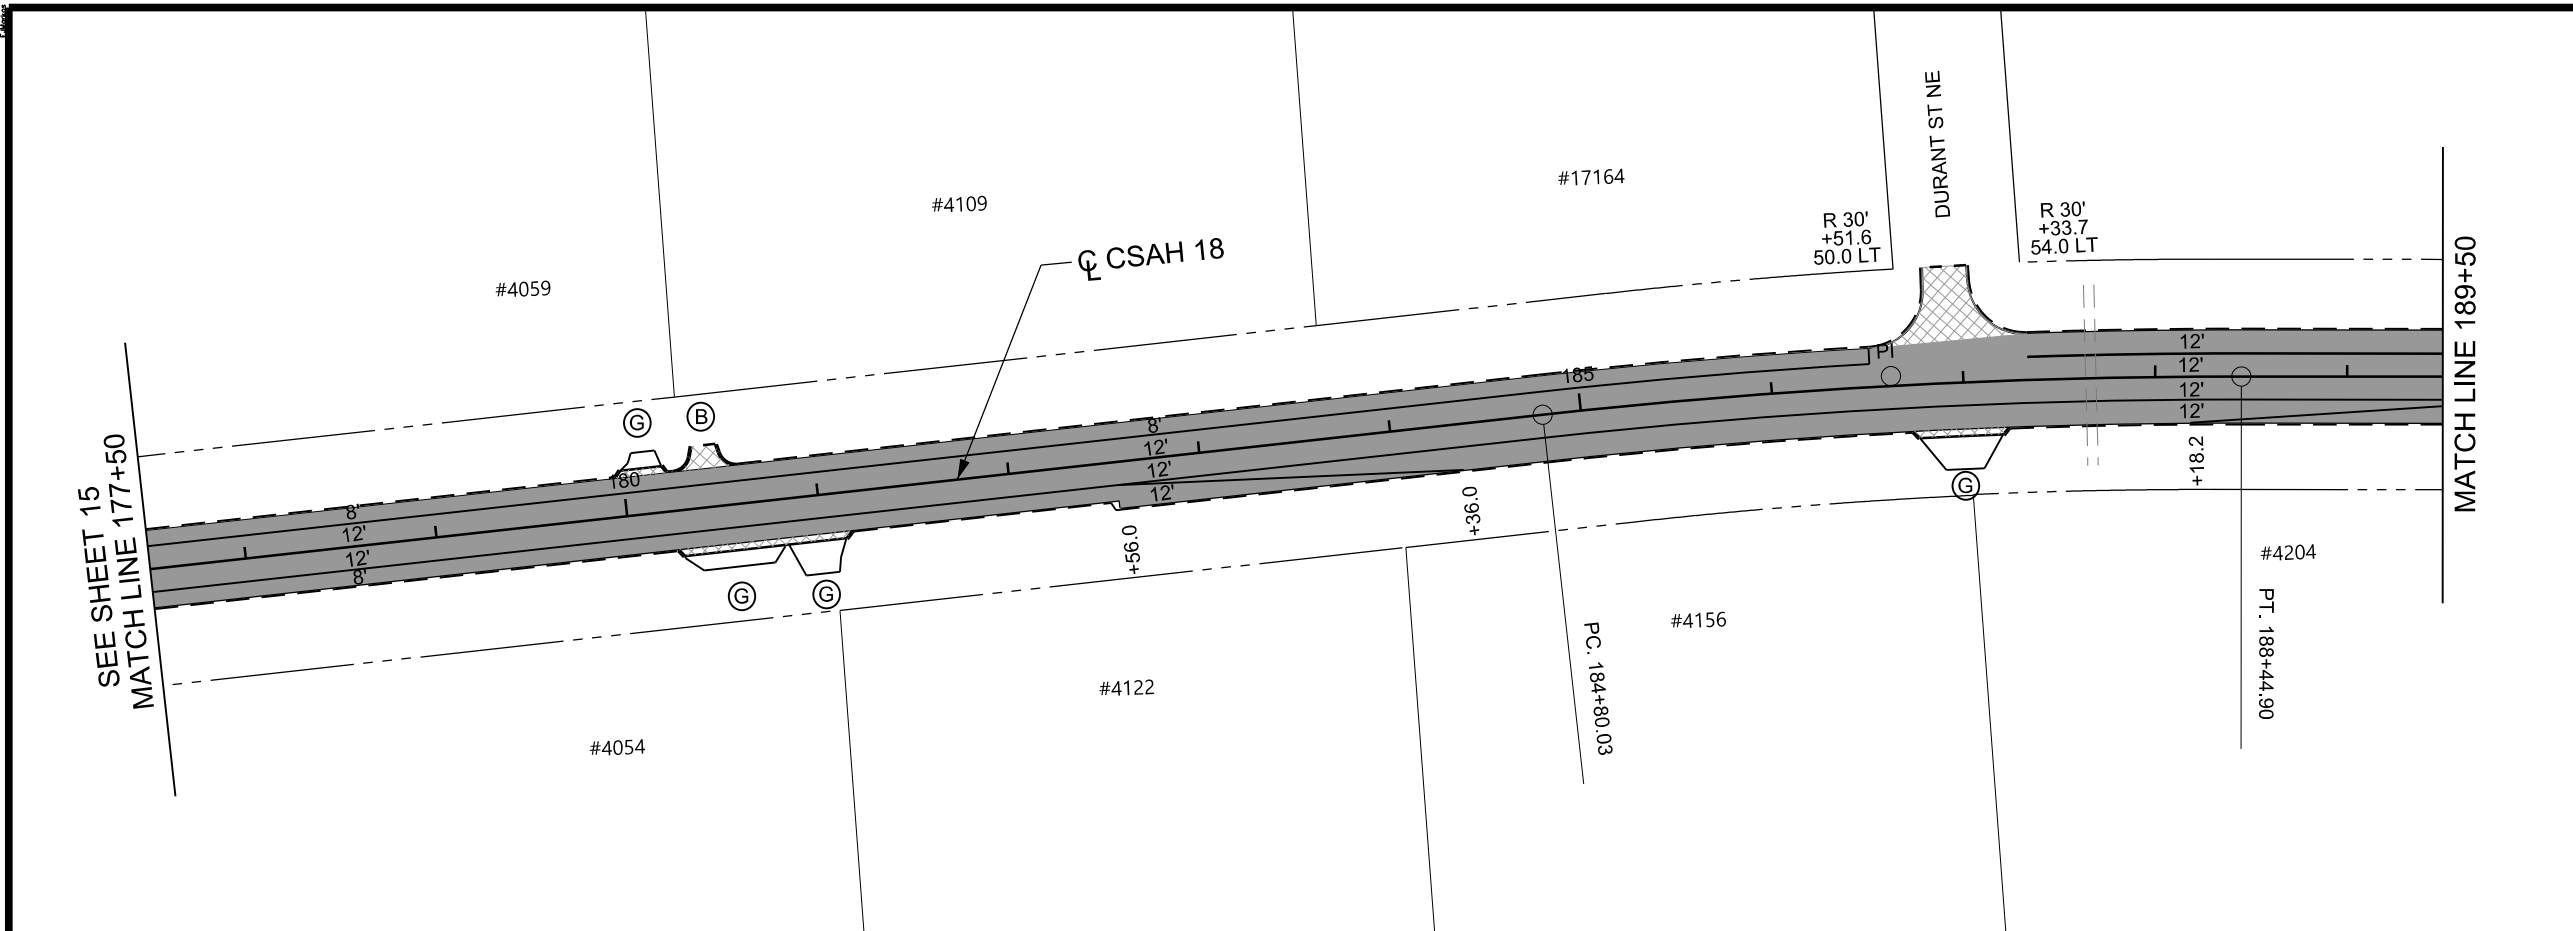 DURANT ST NE
#17164
#4109
R 30'
+51.6
50.0 LT
R 30'
+33.7
54.0 LT
℄ CSAH 18
#4059
MATCH LINE 189+50
PI
12'
12'
12'
12'
185
G
B
8'
12'
12'
12'
180
SEE SHEET 15
MATCH LINE 177+50
8'
12'
12'
8'
G
G
+56.0
+36.0
G
+18.2
#4204
#4156
PC. 184+80.03
PT. 188+44.90
#4122
#4054